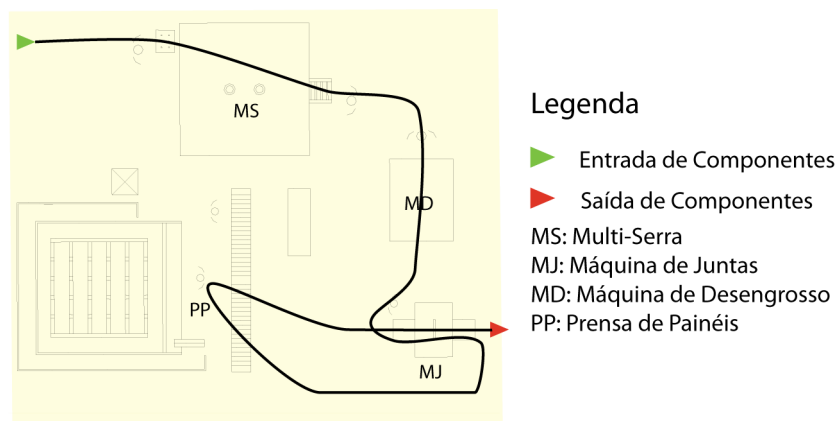 MS
MD
PP
MJ
Legenda
Entrada de Componentes
Saída de Componentes
MS: Multi-Serra
MJ: Máquina de Juntas
MD: Máquina de Desengrosso
PP: Prensa de Painéis